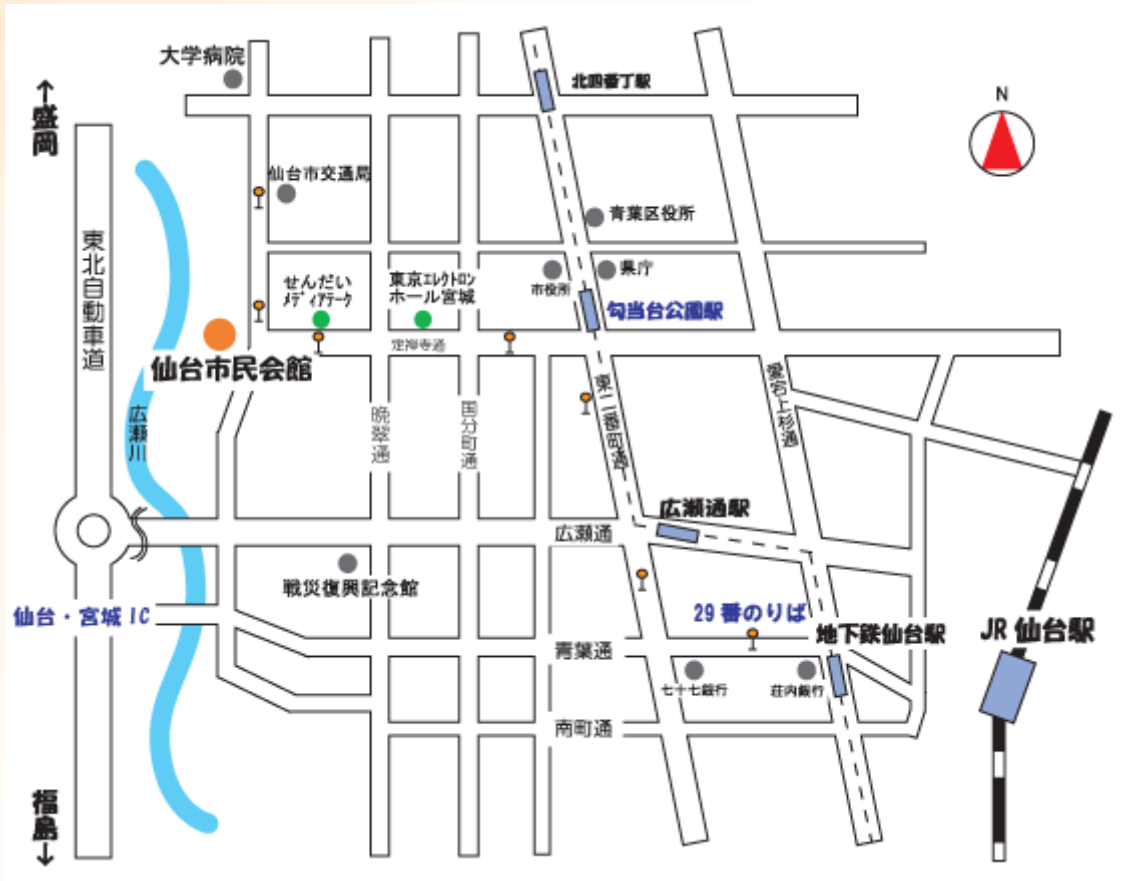 大学病院
北四番丁駅
N
↑盛岡
仙台市交通局
青葉区役所
東北自動車道
せんだい
ﾒﾃﾞｨｱﾃｰｸ
東京ｴﾚｸﾄﾛﾝ
ホール宮城
市役所
県庁
勾当台公園駅
仙台市民会館
定禅寺通
広瀬川
晩翠通
国分町通
東二番町通
愛宕上杉通
広瀬通駅
広瀬通
戦災復興記念館
仙台・宮城 IC
29 番のりば
地下鉄仙台駅
JR 仙台駅
青葉通
七十七銀行
荘内銀行
南町通
福島↓